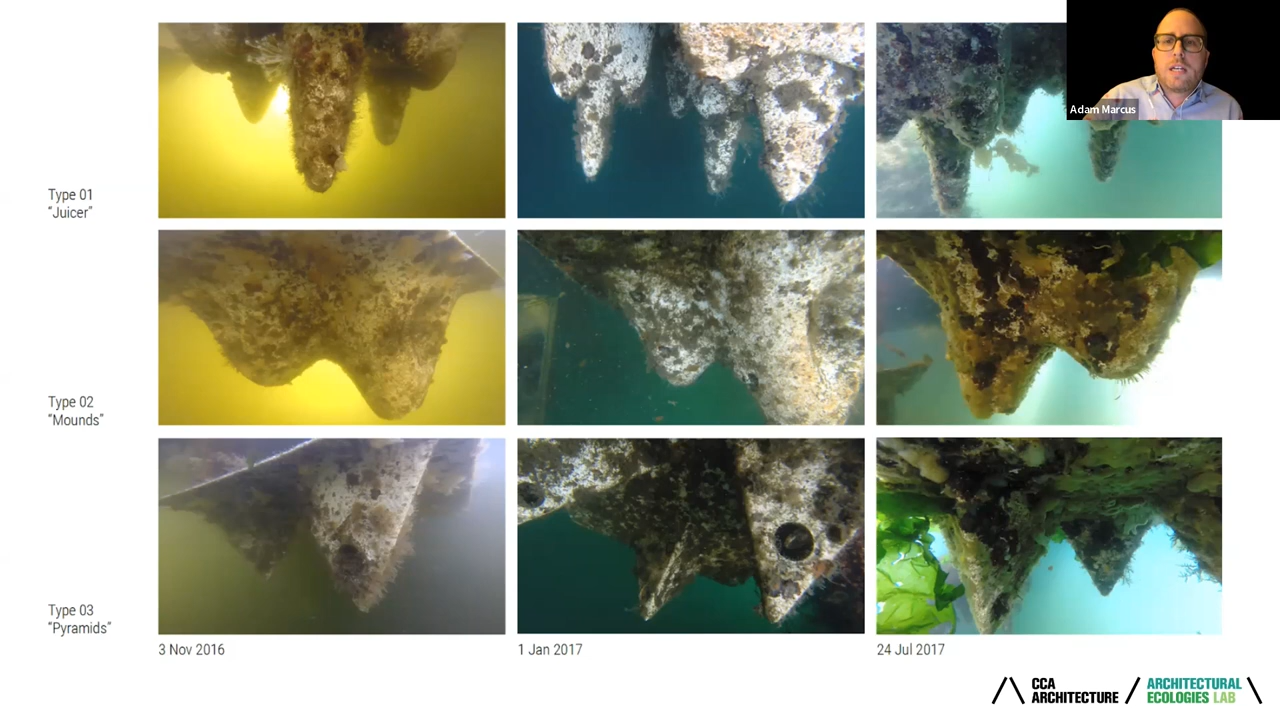 Adam Marcus
Type 01
“Juicer”
Type 02
“Mounds”
Type 03
“Pyramids”
3 Nov 2016
1 Jan 2017
24 Jul 2017
CCA
ARCHITECTURE
ARCHITECTURAL
ECOLOGIES LAB